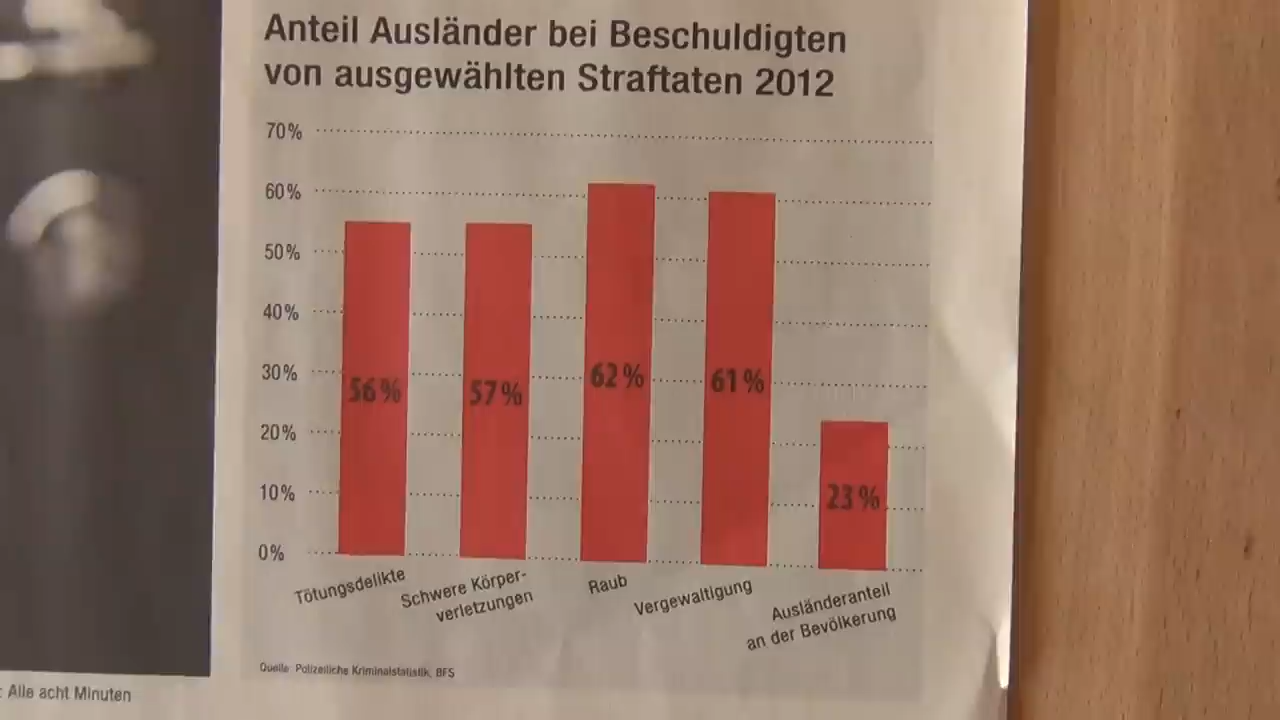 Anteil Ausländer bei Beschuldigten
von ausgewählten Straftaten 2012
70%
60%
50%
40%
30%
20%
10%
0%
56%
57%
62%
61%
23%
Tötungsdelikte
Schwere Körper-
verletzungen
Raub
Vergewaltigung
Ausländeranteil
an der Bevölkerung
Quelle: Polizeiliche Kriminalstatistik, BFS
: Alle acht Minuten